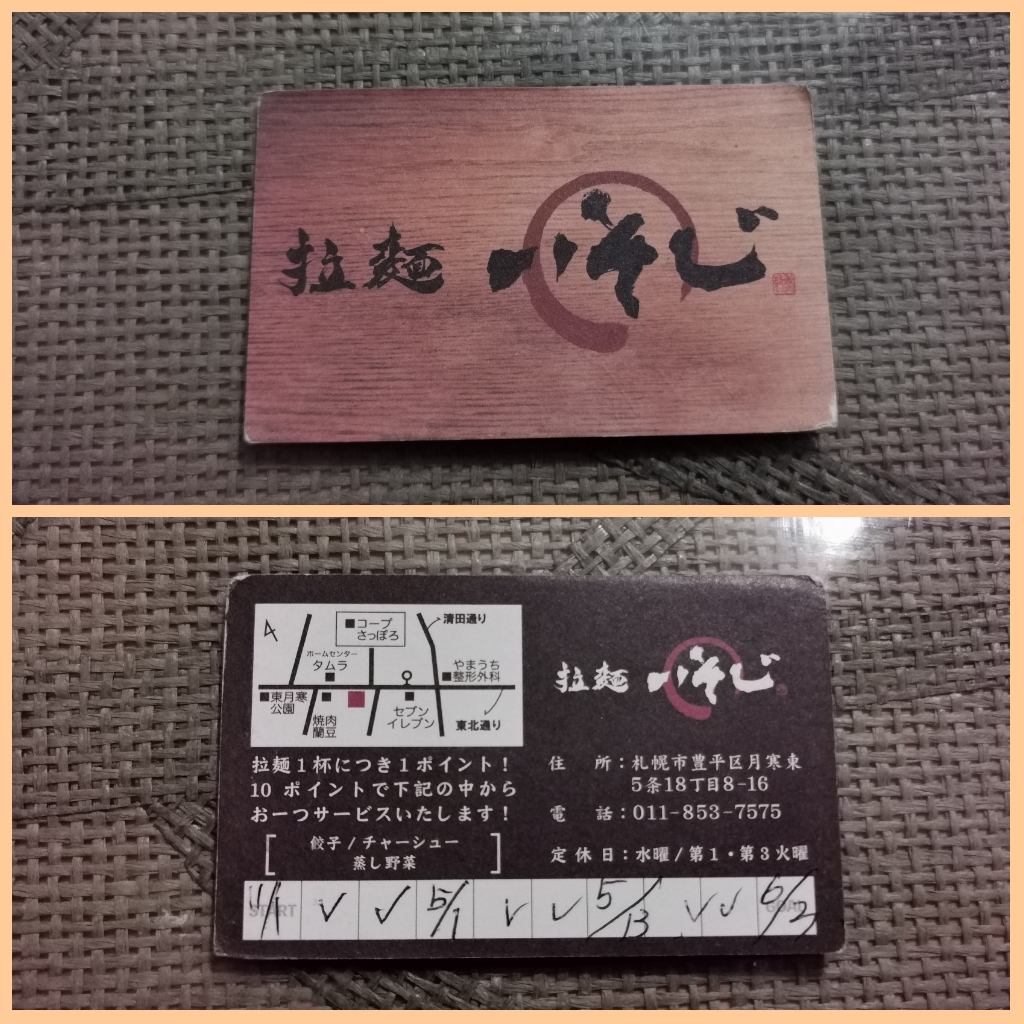 拉麺 いそじ
コープ
さっぽろ
清田通り
ホームセンター
タムラ
やまうち
整形外科
東月寒
公園
焼肉
蘭豆
セブン
イレブン
東北通り
拉麺 いそじ
拉麺1杯につき1ポイント!
10 ポイントで下記の中から
お一つサービスいたします!
餃子 / チャーシュー
蒸し野菜
住 所:札幌市豊平区月寒東
5条18丁目8-16
電 話:011-853-7575
定 休 日:水曜 / 第1・第3火曜
START
5/1
5/13
GOAL